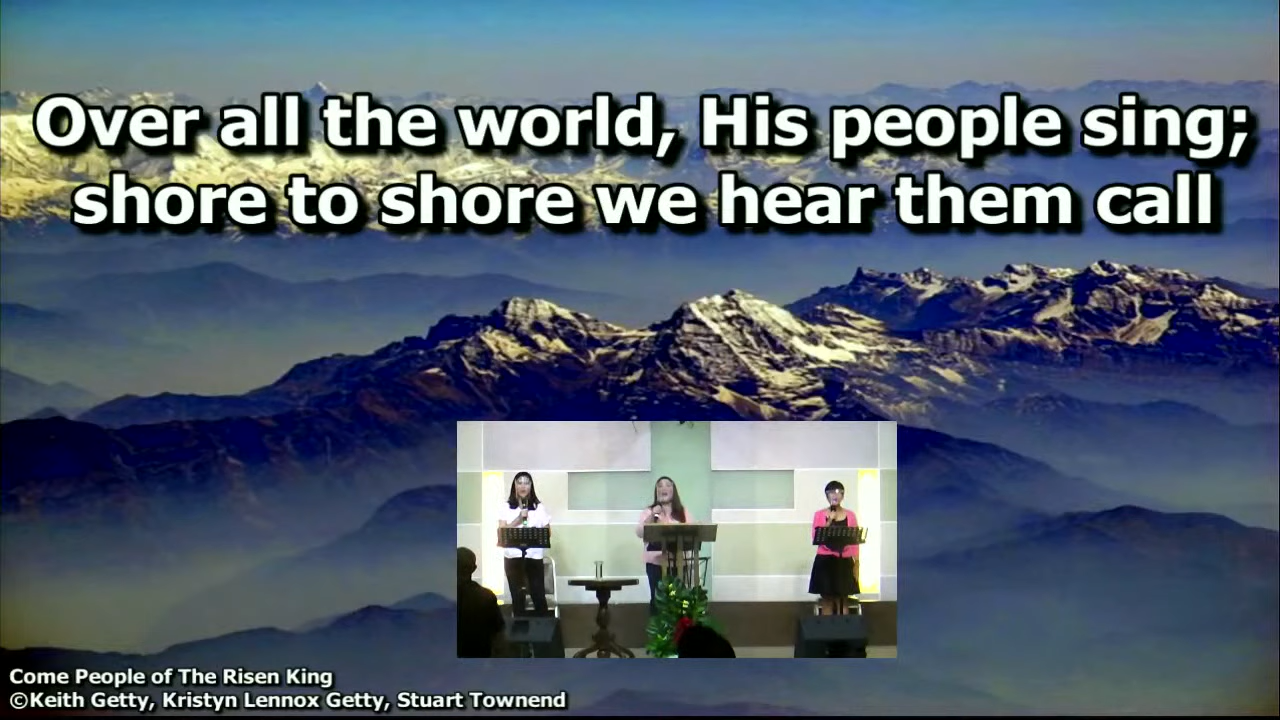 Over all the world, His people sing;
shore to shore we hear them call
Come People of The Risen King
©Keith Getty, Kristyn Lennox Getty, Stuart Townend